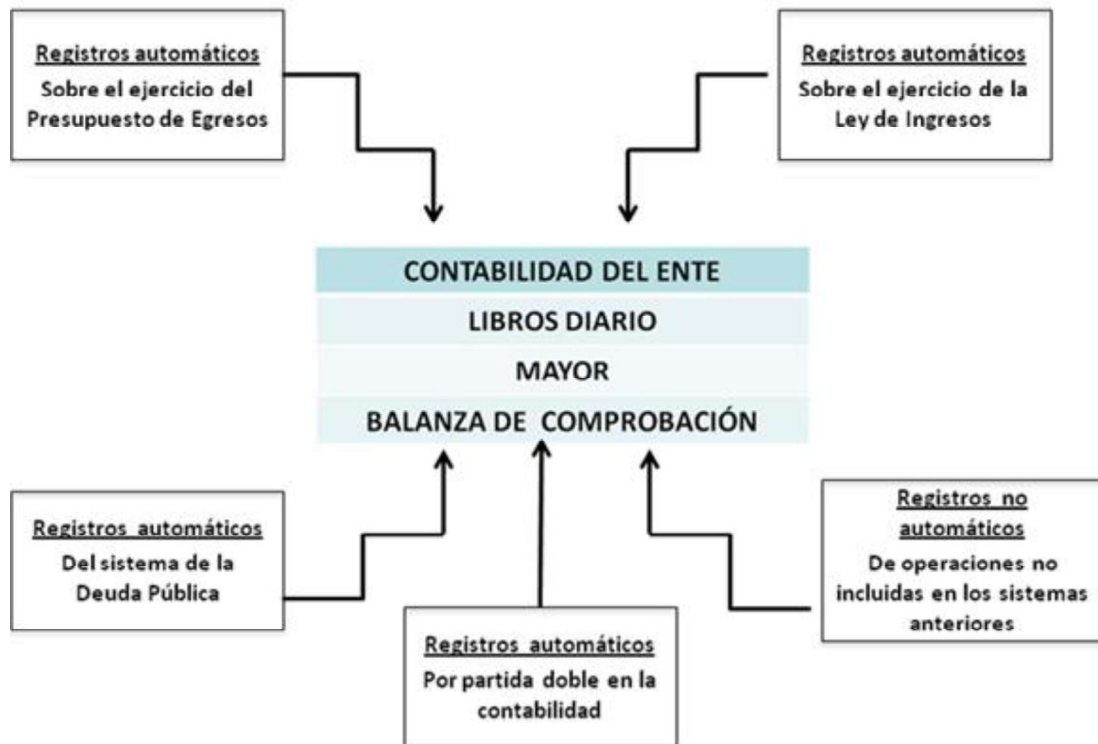 Registros automáticos
Sobre el ejercicio del
Presupuesto de Egresos
Registros automáticos
Sobre el ejercicio de la
Ley de Ingresos
CONTABILIDAD DEL ENTE
LIBROS DIARIO
MAYOR
BALANZA DE COMPROBACIÓN
Registros automáticos
Del sistema de la
Deuda Pública
Registros automáticos
Por partida doble en la
contabilidad
Registros no
automáticos
De operaciones no
incluidas en los sistemas
anteriores